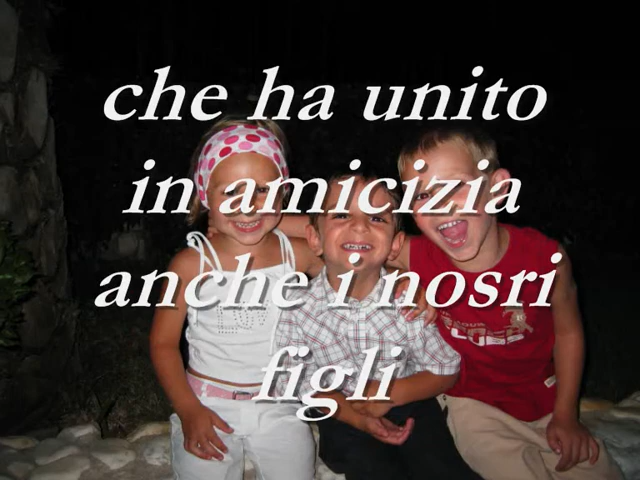 che ha unito
in amicizia
anche i nosri
figli